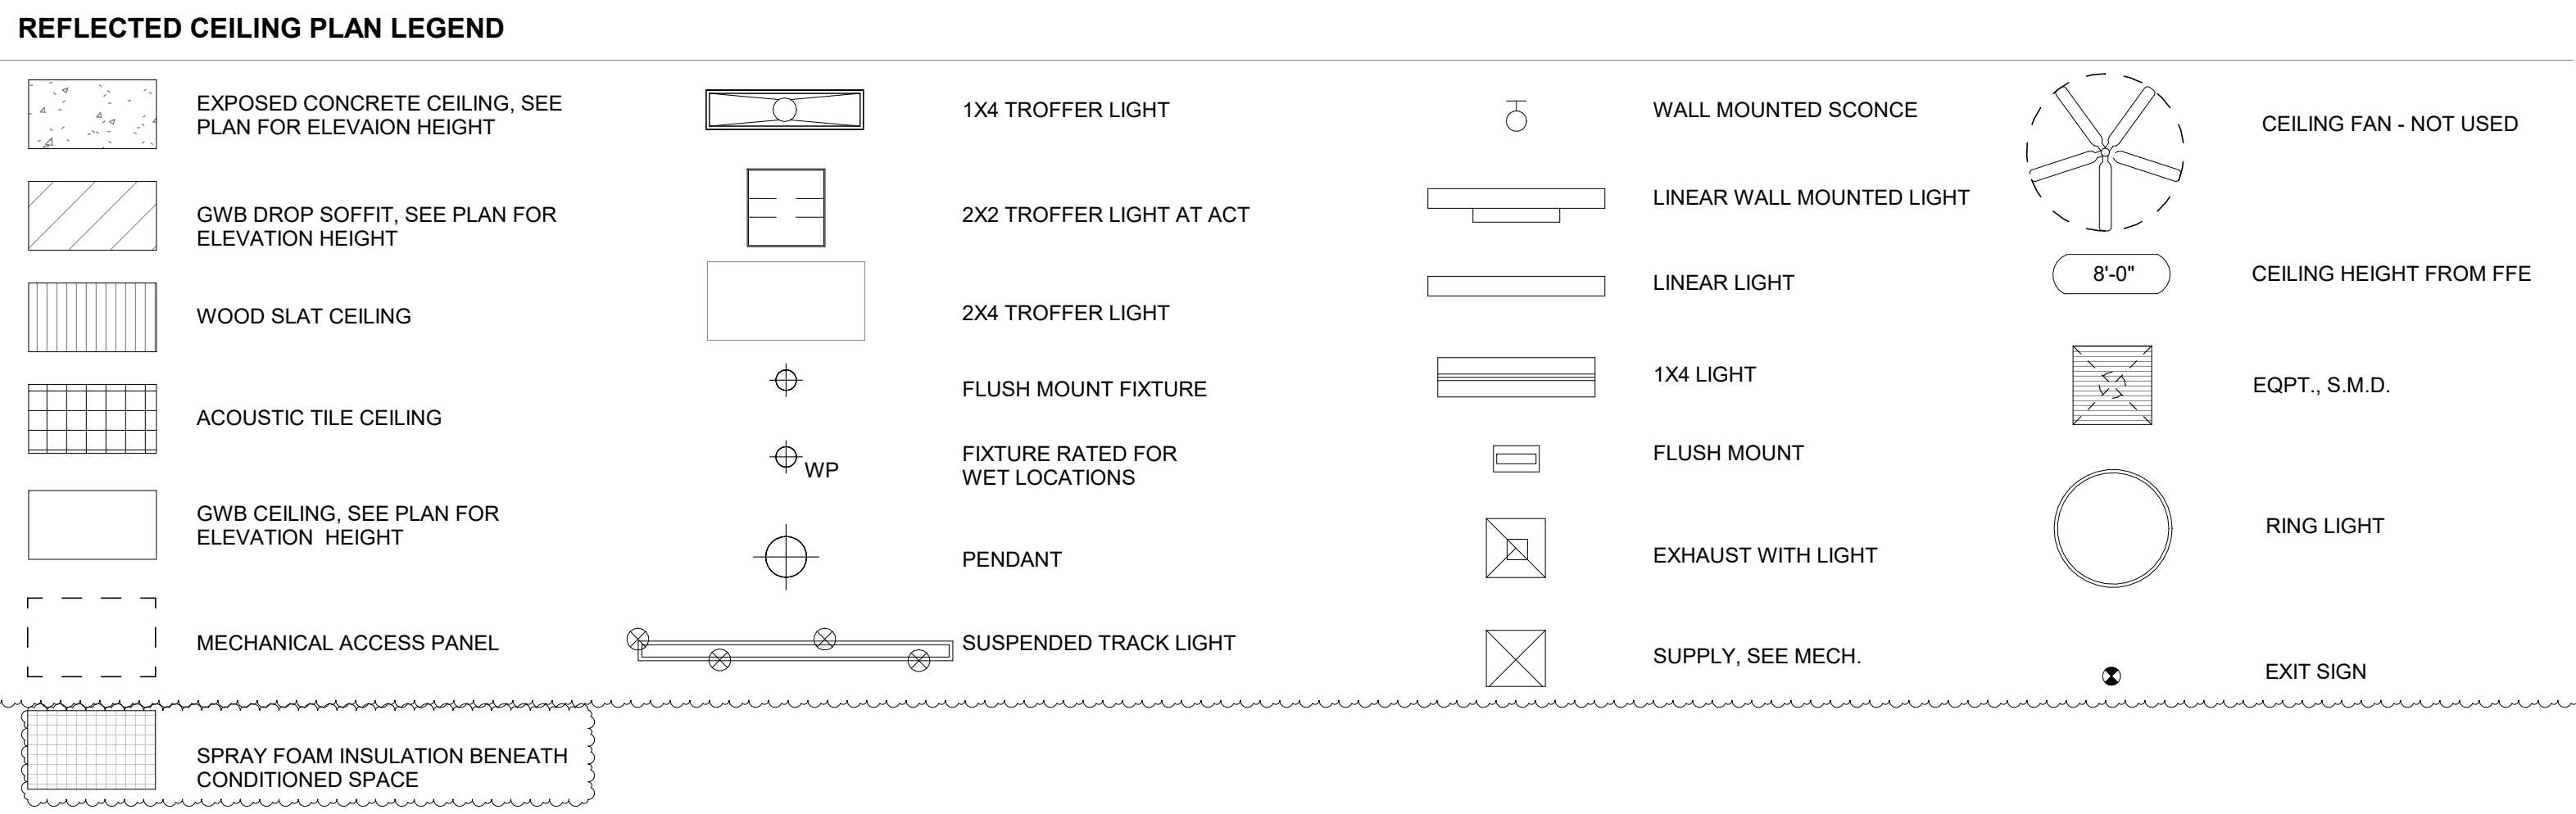 REFLECTED CEILING PLAN LEGEND
EXPOSED CONCRETE CEILING, SEE
PLAN FOR ELEVAION HEIGHT
GWB DROP SOFFIT, SEE PLAN FOR
ELEVATION HEIGHT
WOOD SLAT CEILING
ACOUSTIC TILE CEILING
GWB CEILING, SEE PLAN FOR
ELEVATION  HEIGHT
MECHANICAL ACCESS PANEL
SPRAY FOAM INSULATION BENEATH
CONDITIONED SPACE
1X4 TROFFER LIGHT
2X2 TROFFER LIGHT AT ACT
2X4 TROFFER LIGHT
FLUSH MOUNT FIXTURE
WP
FIXTURE RATED FOR
WET LOCATIONS
PENDANT
SUSPENDED TRACK LIGHT
WALL MOUNTED SCONCE
LINEAR WALL MOUNTED LIGHT
LINEAR LIGHT
1X4 LIGHT
FLUSH MOUNT
EXHAUST WITH LIGHT
SUPPLY, SEE MECH.
CEILING FAN - NOT USED
8'-0"
CEILING HEIGHT FROM FFE
EQPT., S.M.D.
RING LIGHT
EXIT SIGN